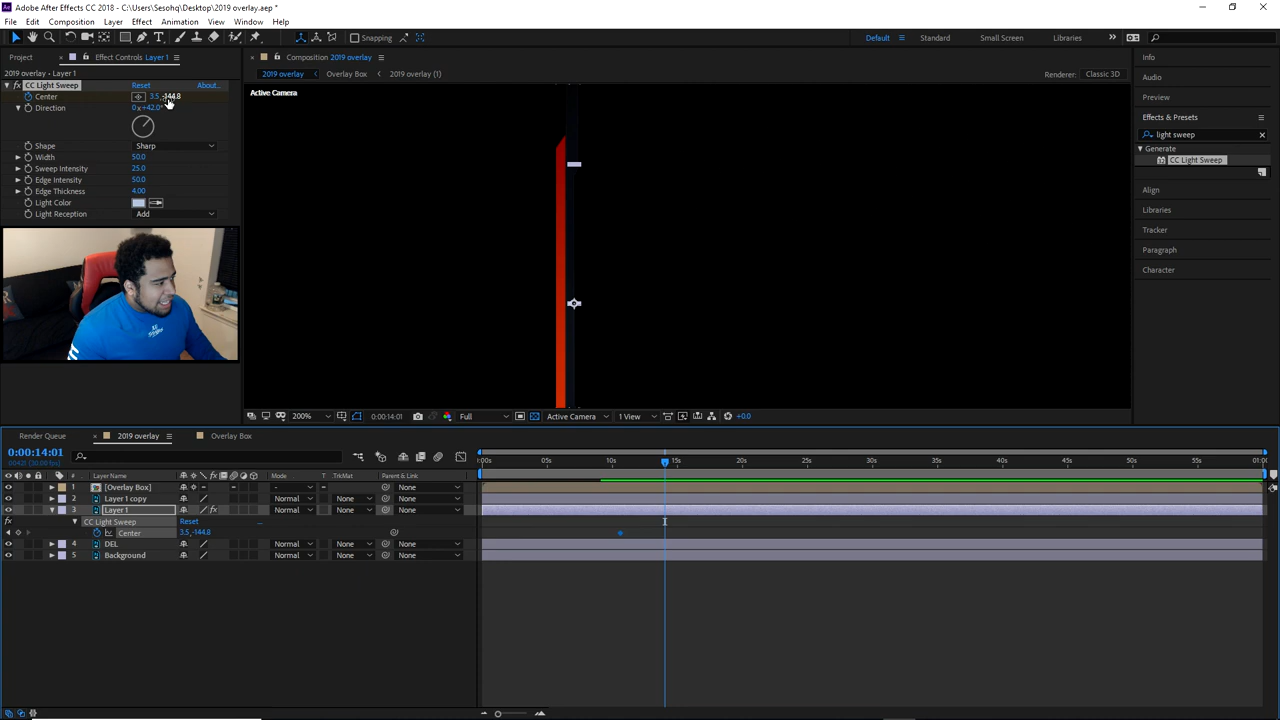 Adobe After Effects CC 2018 - C:\Users\Sesohq\Desktop\2019 overlay.aep *
File Edit Composition Layer Effect Animation View Window Help
Snapping
Default Standard Small Screen Libraries
Project Effect Controls Layer 1
Composition 2019 overlay
2019 overlay • Layer 1
2019 overlay Overlay Box 2019 overlay (1)
Renderer: Classic 3D
fx CC Light Sweep Reset About...
Center 3.5,-144.8
Direction 0x+42.0°
Shape Sharp
Width 50.0
Sweep Intensity 25.0
Edge Intensity 50.0
Edge Thickness 4.00
Light Color
Light Reception Add
Active Camera
200% 0:00:14:01 Full Active Camera 1 View +0.0
Info
Audio
Preview
Effects & Presets
light sweep
Generate
CC Light Sweep
Align
Libraries
Tracker
Paragraph
Character
Render Queue 2019 overlay Overlay Box
0:00:14:01
:00s 05s 10s 15s 20s 25s 30s 35s 40s 45s 50s 55s 01:00
# Layer Name Mode T TrkMat Parent & Link
1 [Overlay Box] - None
2 Layer 1 copy Normal None None
3 Layer 1 Normal None None
fx CC Light Sweep Reset ...
Center 3.5,-144.8
4 DEL Normal None None
5 Background Normal None None